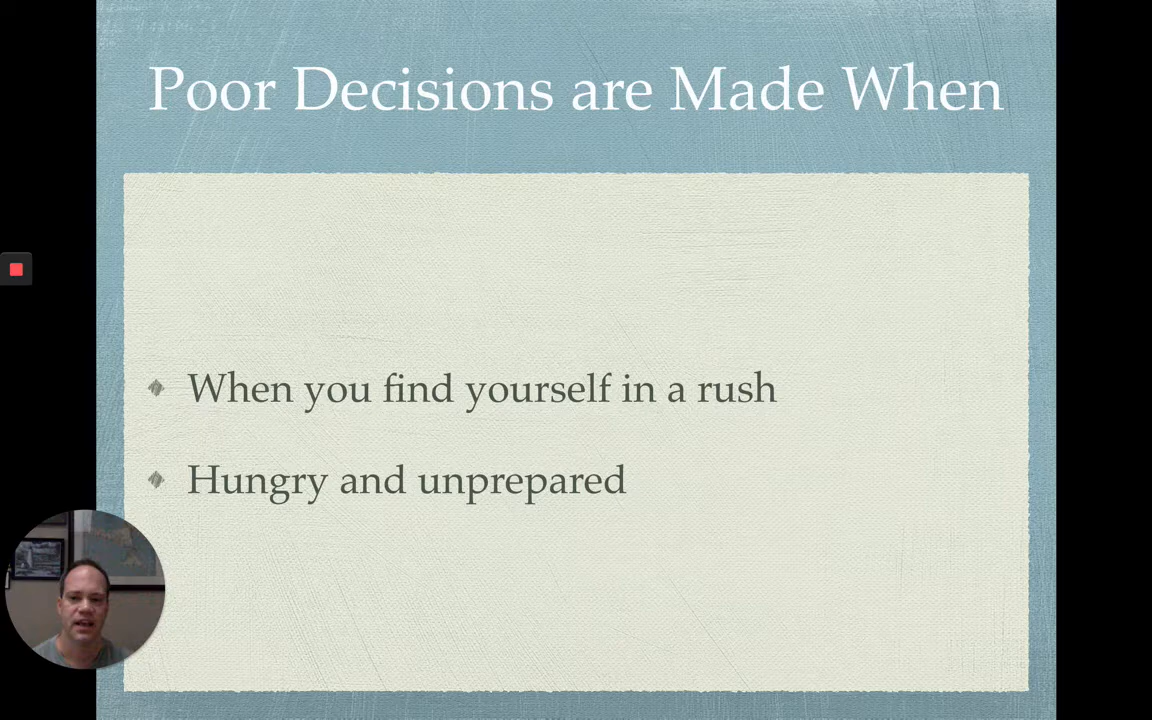 Poor Decisions are Made When
When you find yourself in a rush
Hungry and unprepared